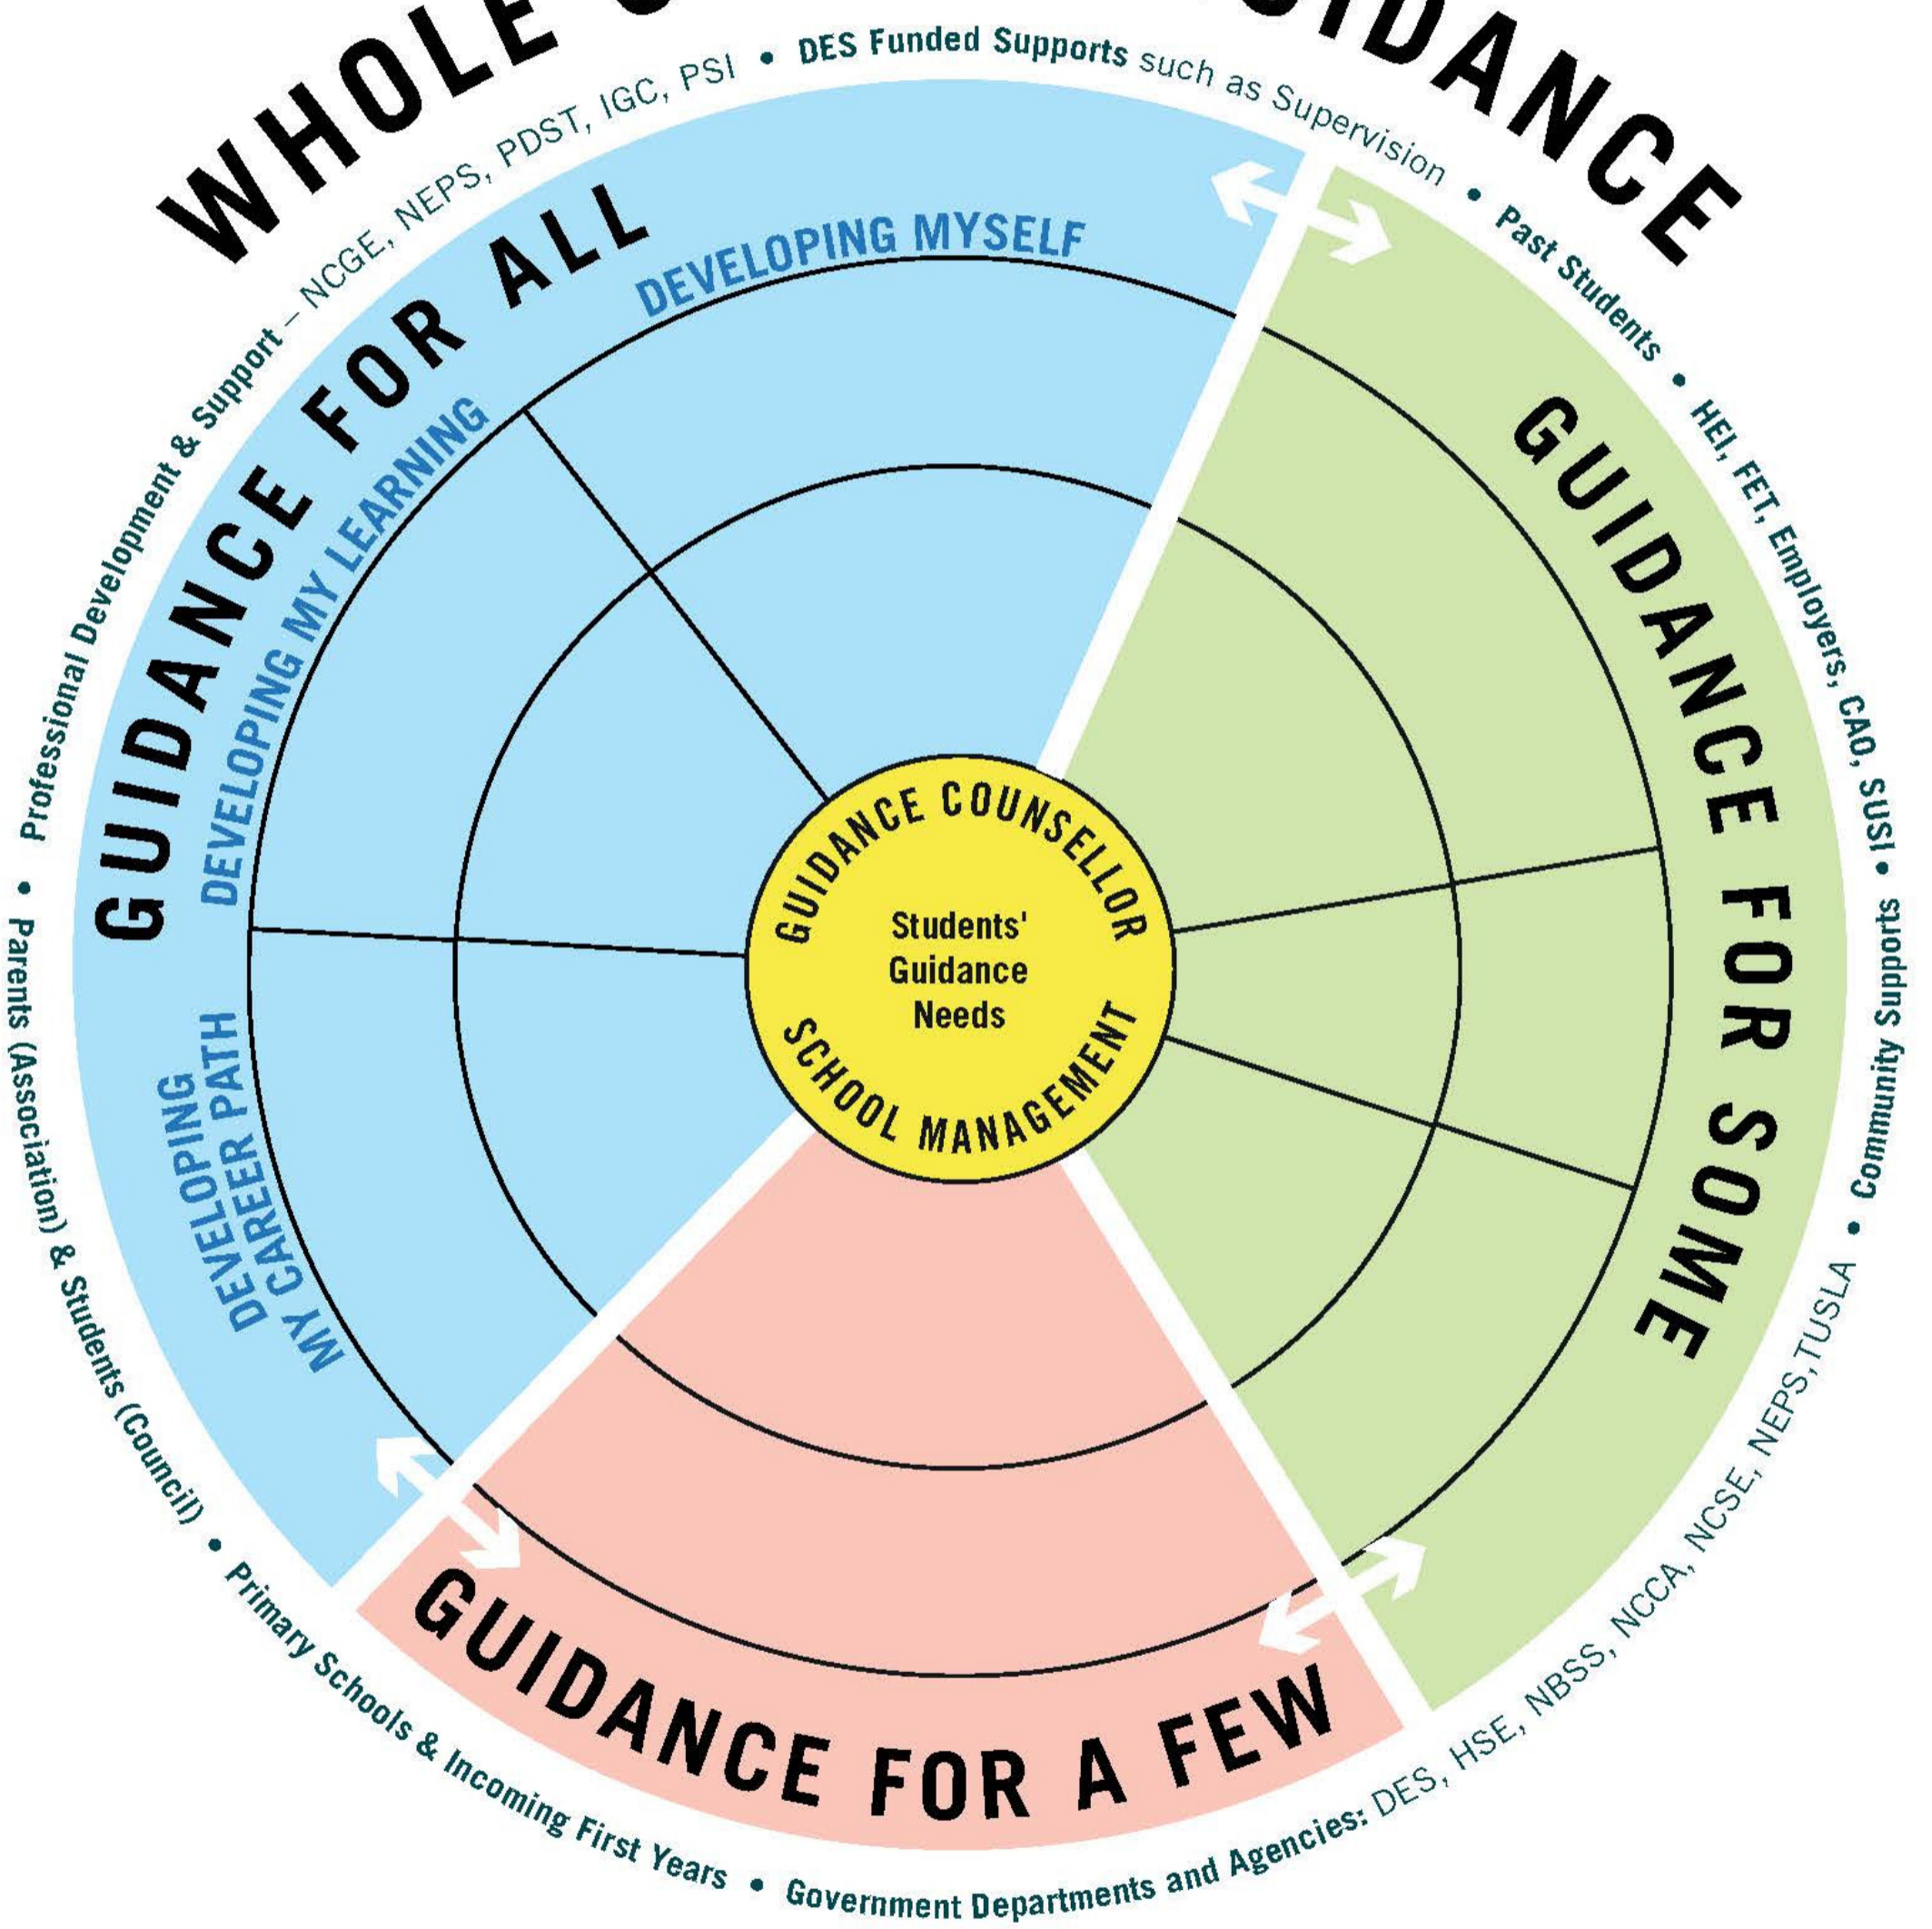 WHOLE
GUIDANCE
Professional Development & Support – NCGE, NEPS, PDST, IGC, PSI • DES Funded Supports such as Supervision • Past Students • HEI, FET, Employers, CAO, SUSI • Community Supports •
Parents (Association) & Students (Council) • Primary Schools & Incoming First Years • Government Departments and Agencies: DES, HSE, NBSS, NCCA, NCSE, NEPS, TUSLA •
GUIDANCE FOR ALL
DEVELOPING MYSELF
DEVELOPING MY LEARNING
DEVELOPING
MY CAREER PATH
GUIDANCE FOR SOME
GUIDANCE FOR A FEW
GUIDANCE COUNSELLOR
Students'
Guidance
Needs
SCHOOL MANAGEMENT